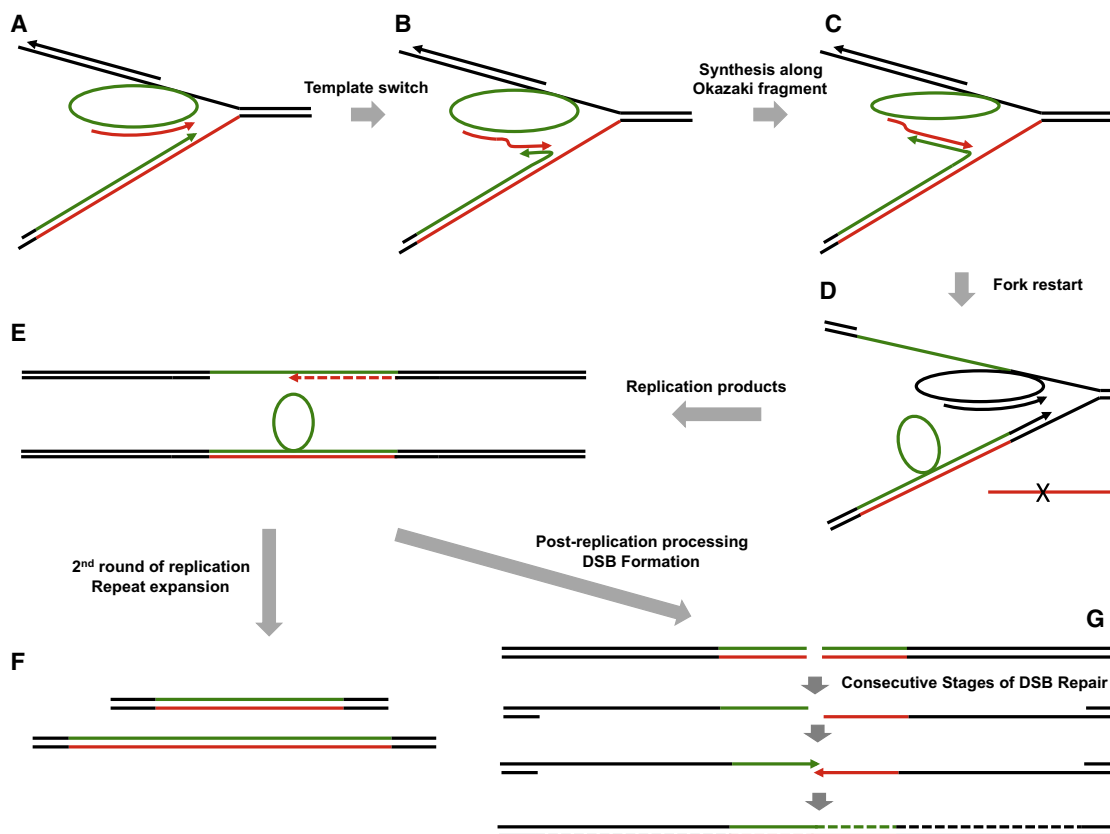 A
B
C
Template switch
Synthesis along
Okazaki fragment
Fork restart
D
E
Replication products
X
2nd round of replication
Repeat expansion
Post-replication processing
DSB Formation
G
F
Consecutive Stages of DSB Repair